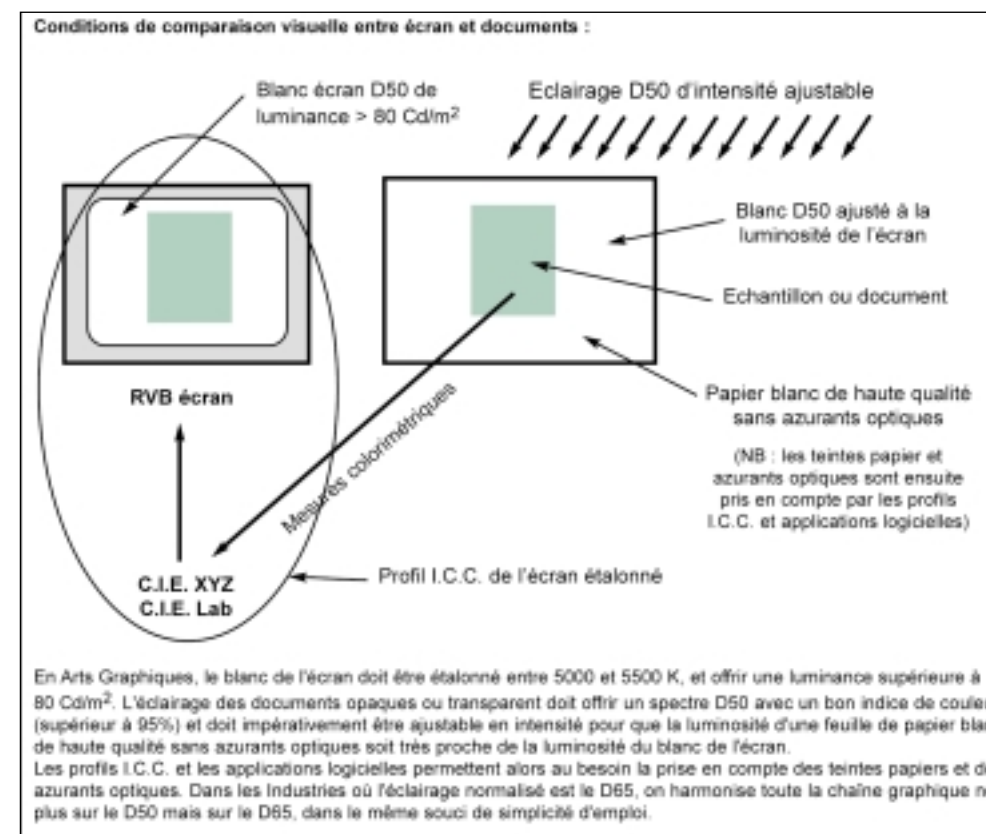 Conditions de comparaison visuelle entre écran et documents :
Blanc écran D50 de
luminance > 80 Cd/m²
Eclairage D50 d'intensité ajustable
Blanc D50 ajusté à la
luminosité de l'écran
Echantillon ou document
RVB écran
Papier blanc de haute qualité
sans azurants optiques
(NB : les teintes papier et
azurants optiques sont ensuite
pris en compte par les profils
I.C.C. et applications logicielles)
Mesures colorimétriques
C.I.E. XYZ
C.I.E. Lab
Profil I.C.C. de l'écran étalonné
En Arts Graphiques, le blanc de l'écran doit être étalonné entre 5000 et 5500 K, et offrir une luminance supérieure à
80 Cd/m². L'éclairage des documents opaques ou transparent doit offrir un spectre D50 avec un bon indice de
(supérieur à 95%) et doit impérativement être ajustable en intensité pour que la luminosité d'une feuille de papier
de haute qualité sans azurants optiques soit très proche de la luminosité du blanc de l'écran.
Les profils I.C.C. et les applications logicielles permettent alors au besoin la prise en compte des teintes papiers et
azurants optiques. Dans les Industries où l'éclairage normalisé est le D65, on harmonise toute la chaîne graphique
plus sur le D50 mais sur le D65, dans le même souci de simplicité d'emploi.